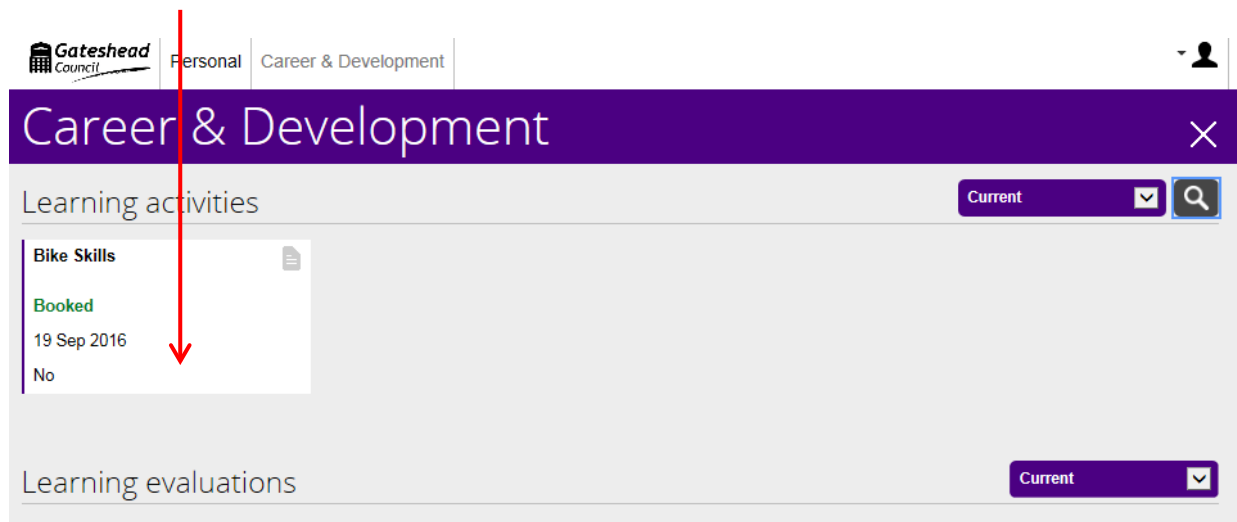 Gateshead
Council
Personal
Career & Development
Career & Development
Learning activities
Current
Bike Skills
Booked
19 Sep 2016
No
Learning evaluations
Current